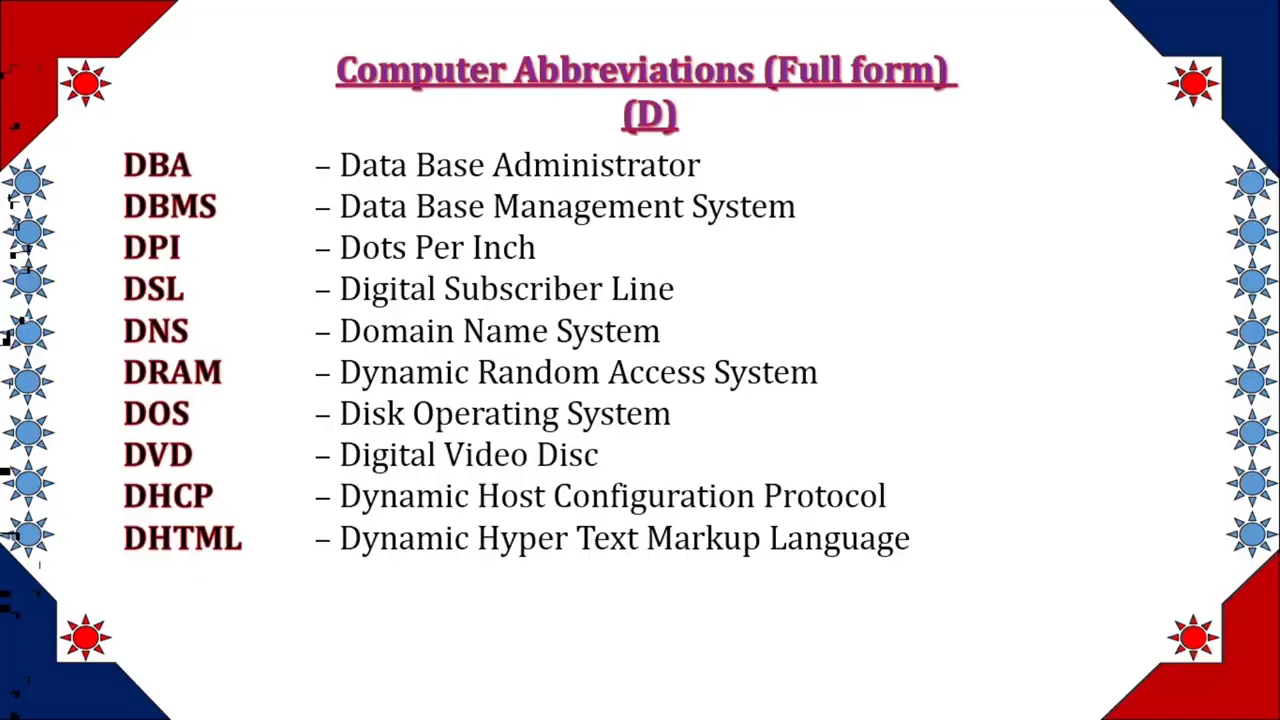 Computer Abbreviations (Full form)
(D)
DBA – Data Base Administrator
DBMS – Data Base Management System
DPI – Dots Per Inch
DSL – Digital Subscriber Line
DNS – Domain Name System
DRAM – Dynamic Random Access System
DOS – Disk Operating System
DVD – Digital Video Disc
DHCP – Dynamic Host Configuration Protocol
DHTML – Dynamic Hyper Text Markup Language